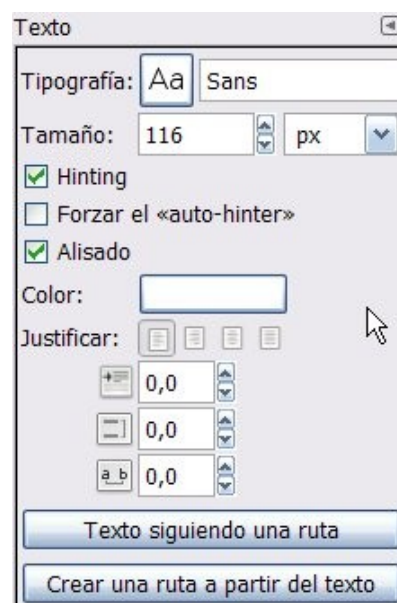 Texto
Tipografía: Aa Sans
Tamaño: 116 px
Hinting
Forzar el «auto-hinter»
Alisado
Color:
Justificar:
0,0
0,0
a_b 0,0
Texto siguiendo una ruta
Crear una ruta a partir del texto